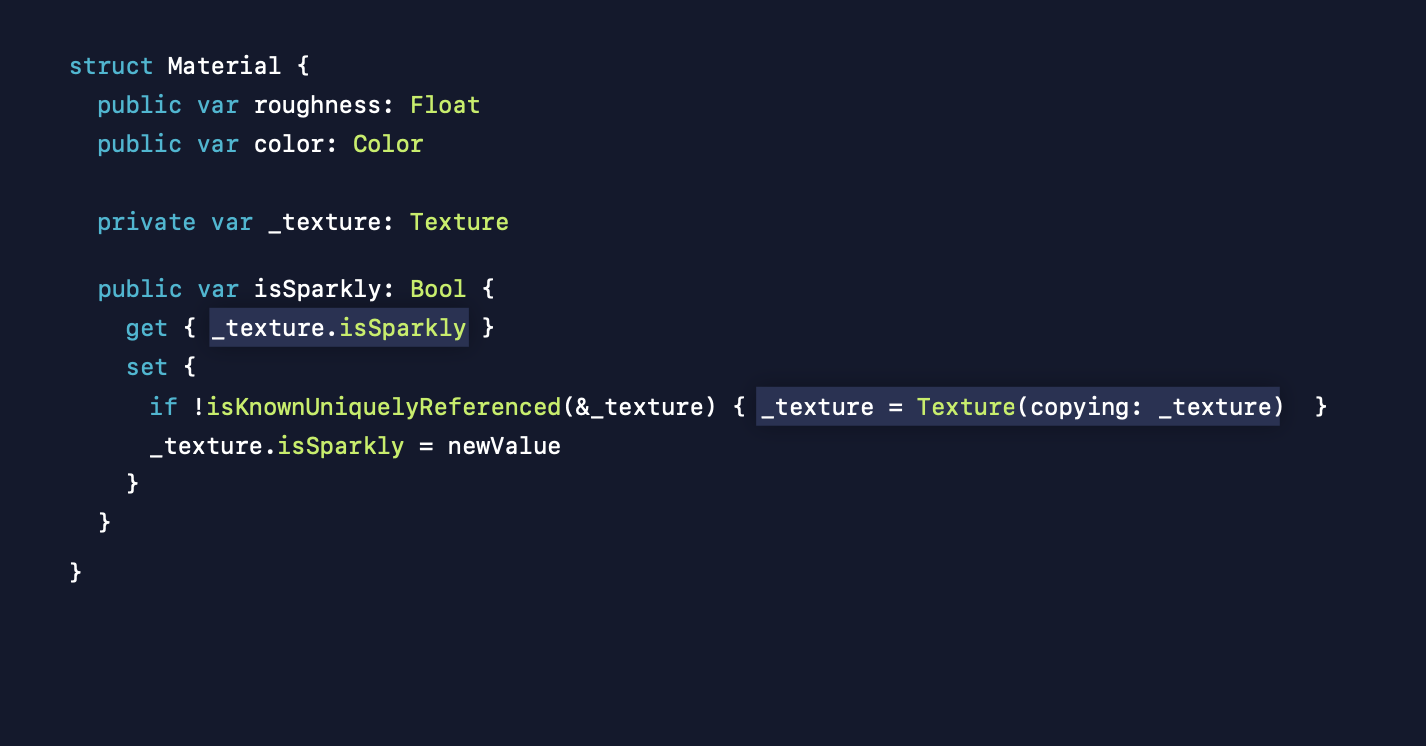 struct Material {
  public var roughness: Float
  public var color: Color

  private var _texture: Texture

  public var isSparkly: Bool {
    get { _texture.isSparkly }
    set {
      if !isKnownUniquelyReferenced(&_texture) { _texture = Texture(copying: _texture)  }
      _texture.isSparkly = newValue
    }
  }
}